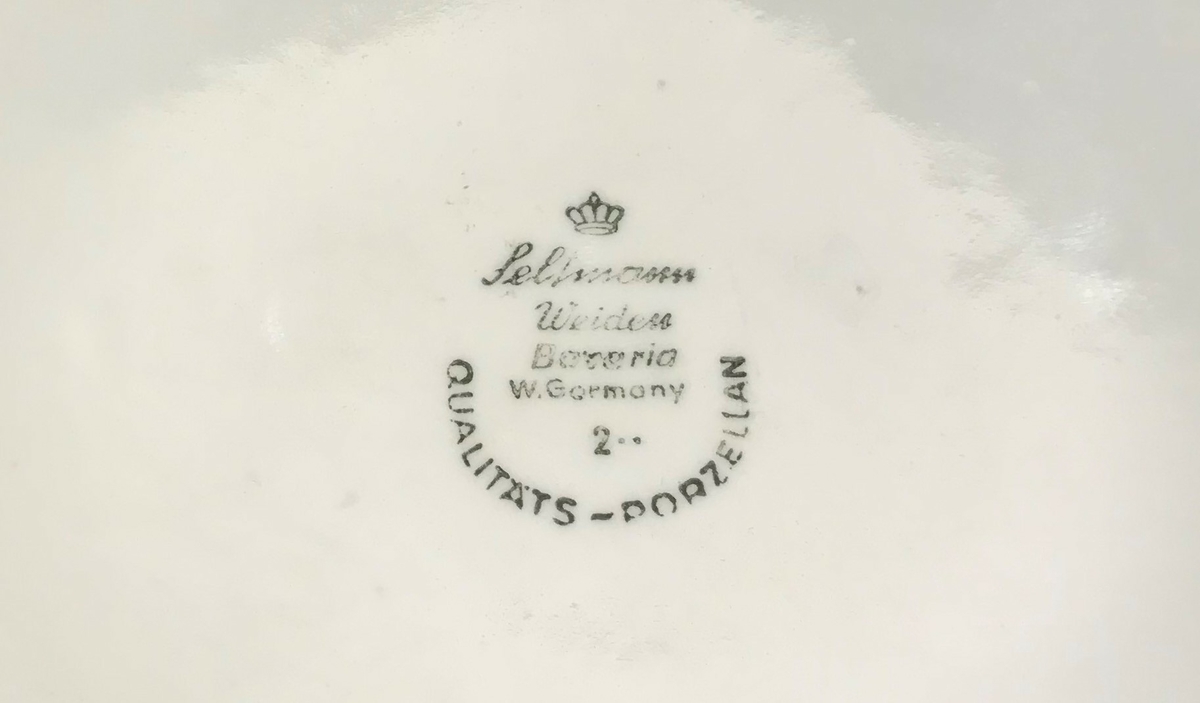 Seltmann
Weiden
Bavaria
W.Germany
2··
QUALITÄTS-PORZELLAN